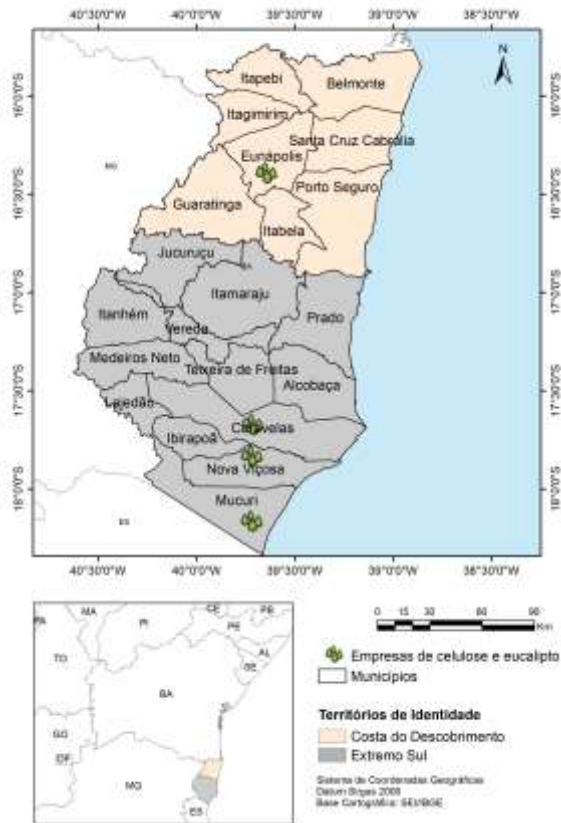 40°30'0"W 40°0'0"W 39°30'0"W 39°0'0"W 38°30'0"W
N
16°0'0"S 16°0'0"S
Itapebi
Belmonte
Itagimirim
Santa Cruz Cabrália
Eunápolis
MG
Porto Seguro
16°30'0"S 16°30'0"S
Guaratinga
Itabela
Jucuruçu
BA
17°0'0"S 17°0'0"S
Itamaraju
Itanhém
Prado
Vereda
Medeiros Neto
Teixeira de Freitas
Alcobaça
17°30'0"S 17°30'0"S
Lajedão
Caravelas
Ibirapoã
Nova Viçosa
18°0'0"S 18°0'0"S
Mucuri
ES
40°30'0"W 40°0'0"W 39°30'0"W 39°0'0"W 38°30'0"W
PA MA CE PB
PI PE
TO AL
SE
BA
GO
DF
MG
ES
0 15 30 60 90
Km
Empresas de celulose e eucalipto
Municípios
Territórios de Identidade
Costa do Descobrimento
Extremo Sul
Sistema de Coordenadas Geográficas
Datum Sirgas 2000
Base Cartográfica: SEI/IBGE